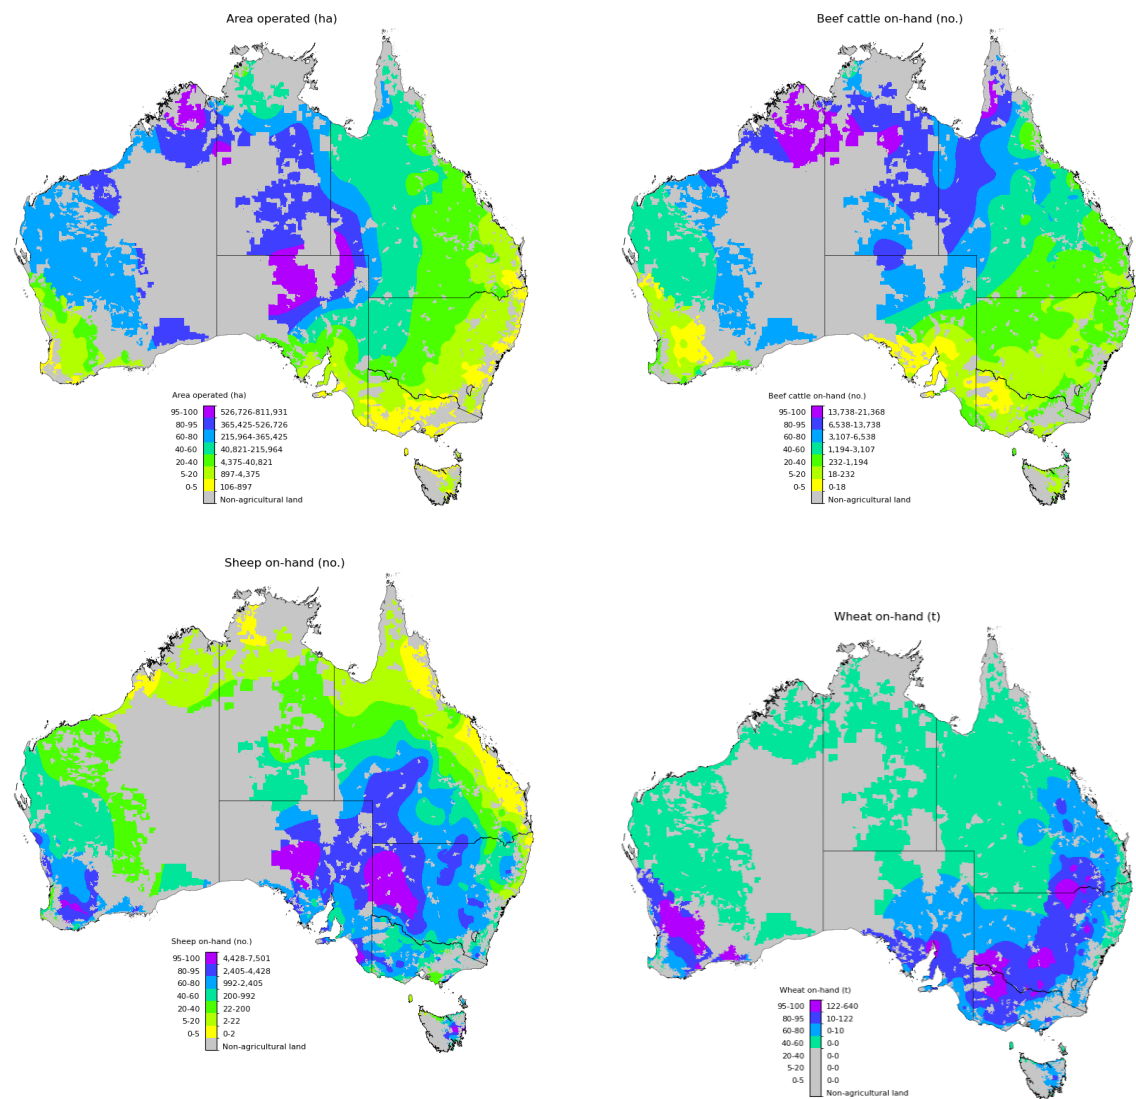 Area operated (ha)
Area operated (ha)
95-100 526,726-811,931
80-95 365,425-526,726
60-80 215,964-365,425
40-60 40,821-215,964
20-40 4,375-40,821
5-20 897-4,375
0-5 106-897
Non-agricultural land
Beef cattle on-hand (no.)
Beef cattle on-hand (no.)
95-100 13,738-21,368
80-95 6,538-13,738
60-80 3,107-6,538
40-60 1,194-3,107
20-40 232-1,194
5-20 18-232
0-5 0-18
Non-agricultural land
Sheep on-hand (no.)
Sheep on-hand (no.)
95-100 4,428-7,501
80-95 2,405-4,428
60-80 992-2,405
40-60 200-992
20-40 22-200
5-20 2-22
0-5 0-2
Non-agricultural land
Wheat on-hand (t)
Wheat on-hand (t)
95-100 122-640
80-95 10-122
60-80 0-10
40-60 0-0
20-40 0-0
5-20 0-0
0-5 0-0
Non-agricultural land